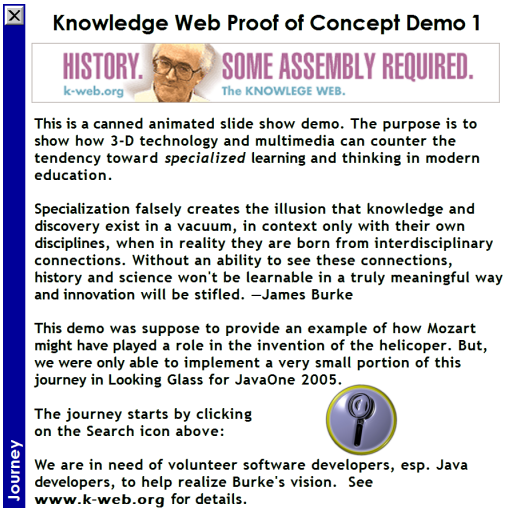 Knowledge Web Proof of Concept Demo 1
HISTORY. SOME ASSEMBLY REQUIRED.
k-web.org The KNOWLEGE WEB.
This is a canned animated slide show demo. The purpose is to
show how 3-D technology and multimedia can counter the
tendency toward specialized learning and thinking in modern
education.
Specialization falsely creates the illusion that knowledge and
discovery exist in a vacuum, in context only with their own
disciplines, when in reality they are born from interdisciplinary
connections. Without an ability to see these connections,
history and science won't be learnable in a truly meaningful way
and innovation will be stifled. —James Burke
This demo was suppose to provide an example of how Mozart
might have played a role in the invention of the helicoper. But,
we were only able to implement a very small portion of this
journey in Looking Glass for JavaOne 2005.
The journey starts by clicking
on the Search icon above:
We are in need of volunteer software developers, esp. Java
developers, to help realize Burke's vision. See
www.k-web.org for details.
Journey